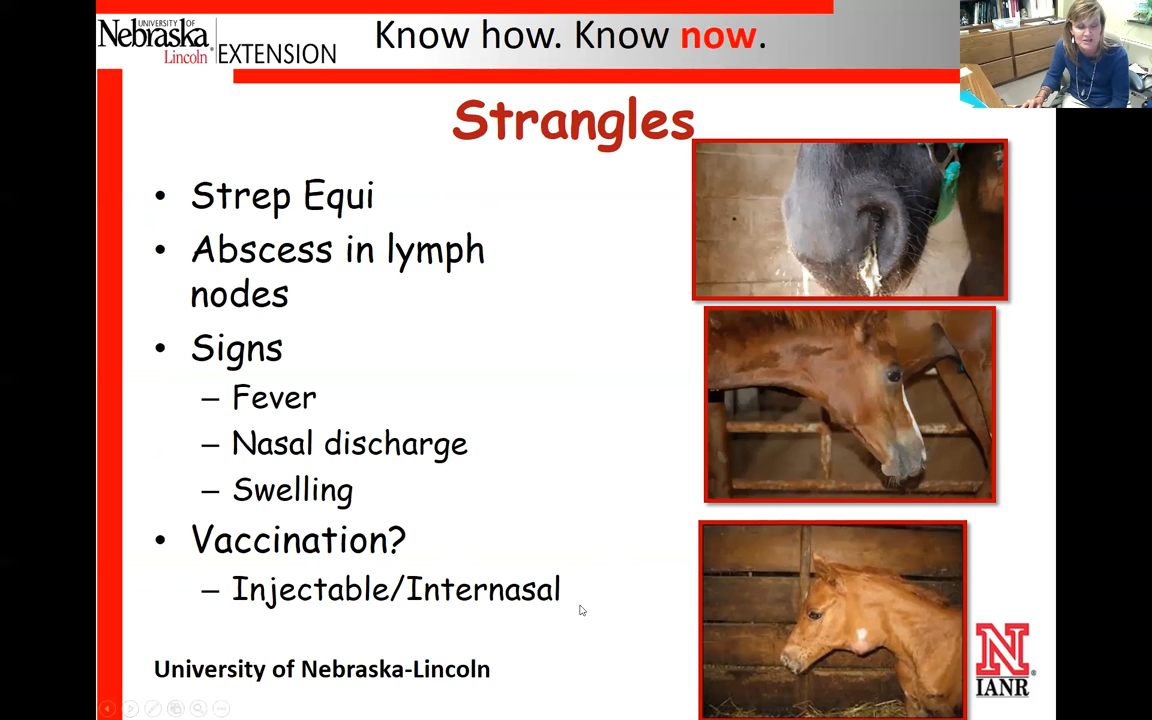 UNIVERSITY OF
Nebraska
Lincoln
EXTENSION
Know how. Know now.
Strangles
• Strep Equi
• Abscess in lymph
nodes
• Signs
– Fever
– Nasal discharge
– Swelling
• Vaccination?
– Injectable/Internasal
University of Nebraska-Lincoln
N
IANR